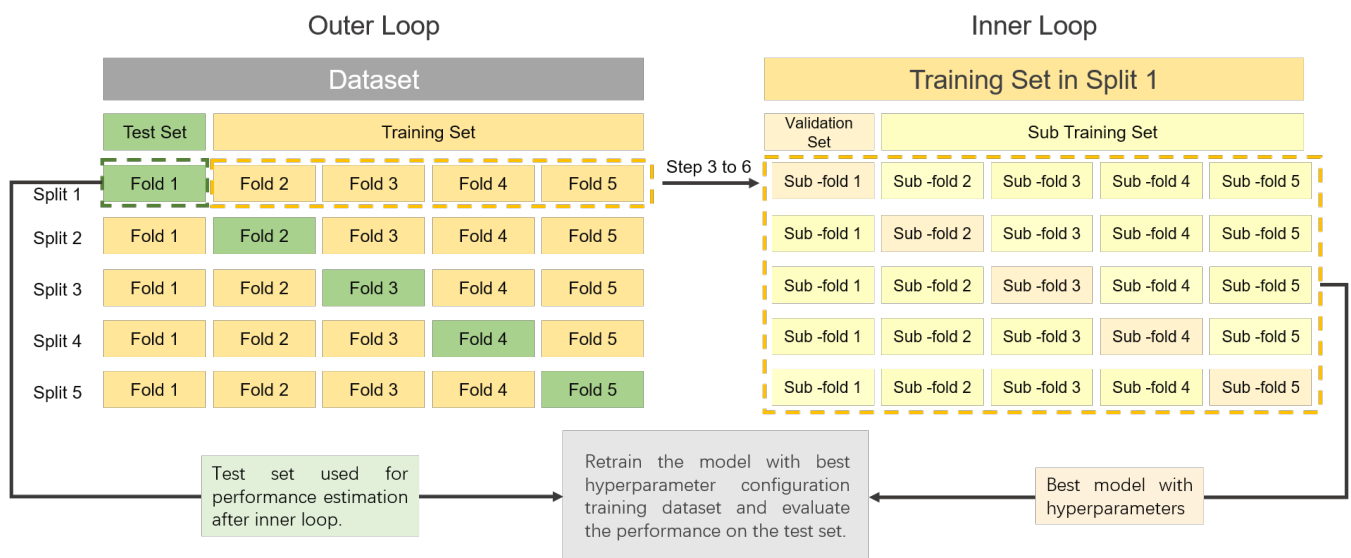 Outer Loop
Inner Loop
Dataset
Training Set in Split 1
Test Set
Training Set
Validation
Set
Sub Training Set
Split 1
Fold 1
Fold 2
Fold 3
Fold 4
Fold 5
Step 3 to 6
Sub -fold 1
Sub -fold 2
Sub -fold 3
Sub -fold 4
Sub -fold 5
Split 2
Fold 1
Fold 2
Fold 3
Fold 4
Fold 5
Sub -fold 1
Sub -fold 2
Sub -fold 3
Sub -fold 4
Sub -fold 5
Split 3
Fold 1
Fold 2
Fold 3
Fold 4
Fold 5
Sub -fold 1
Sub -fold 2
Sub -fold 3
Sub -fold 4
Sub -fold 5
Split 4
Fold 1
Fold 2
Fold 3
Fold 4
Fold 5
Sub -fold 1
Sub -fold 2
Sub -fold 3
Sub -fold 4
Sub -fold 5
Split 5
Fold 1
Fold 2
Fold 3
Fold 4
Fold 5
Sub -fold 1
Sub -fold 2
Sub -fold 3
Sub -fold 4
Sub -fold 5
Test set used for
performance estimation
after inner loop.
Retrain the model with best
hyperparameter configuration
training dataset and evaluate
the performance on the test set.
Best model with
hyperparameters